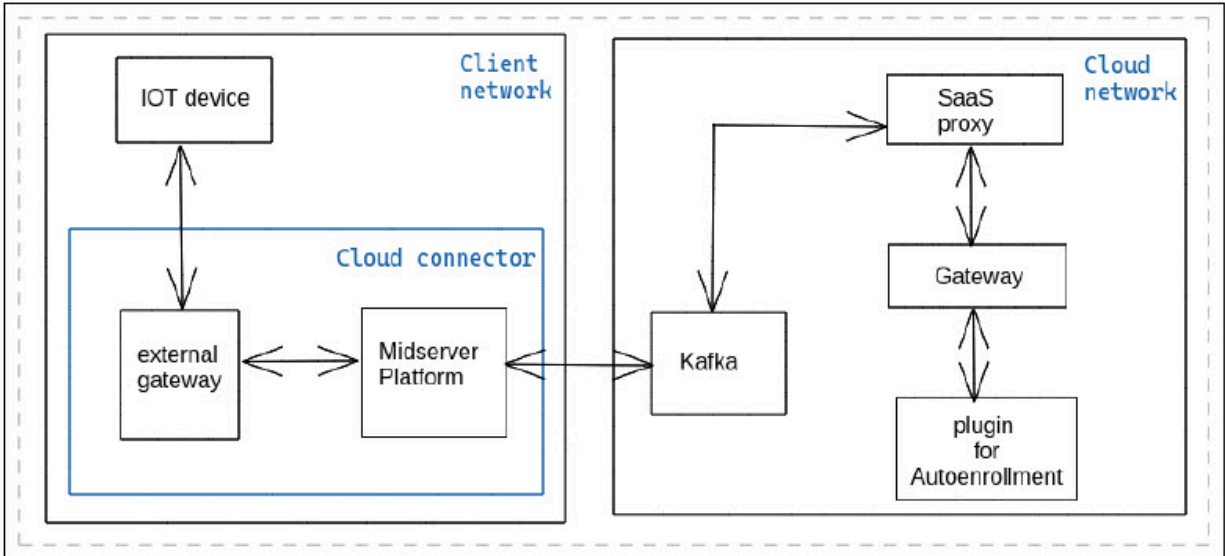 Client
network
IOT device
Cloud connector
external
gateway
Midserver
Platform
Cloud
network
SaaS
proxy
Gateway
Kafka
plugin
for
Autoenrollment